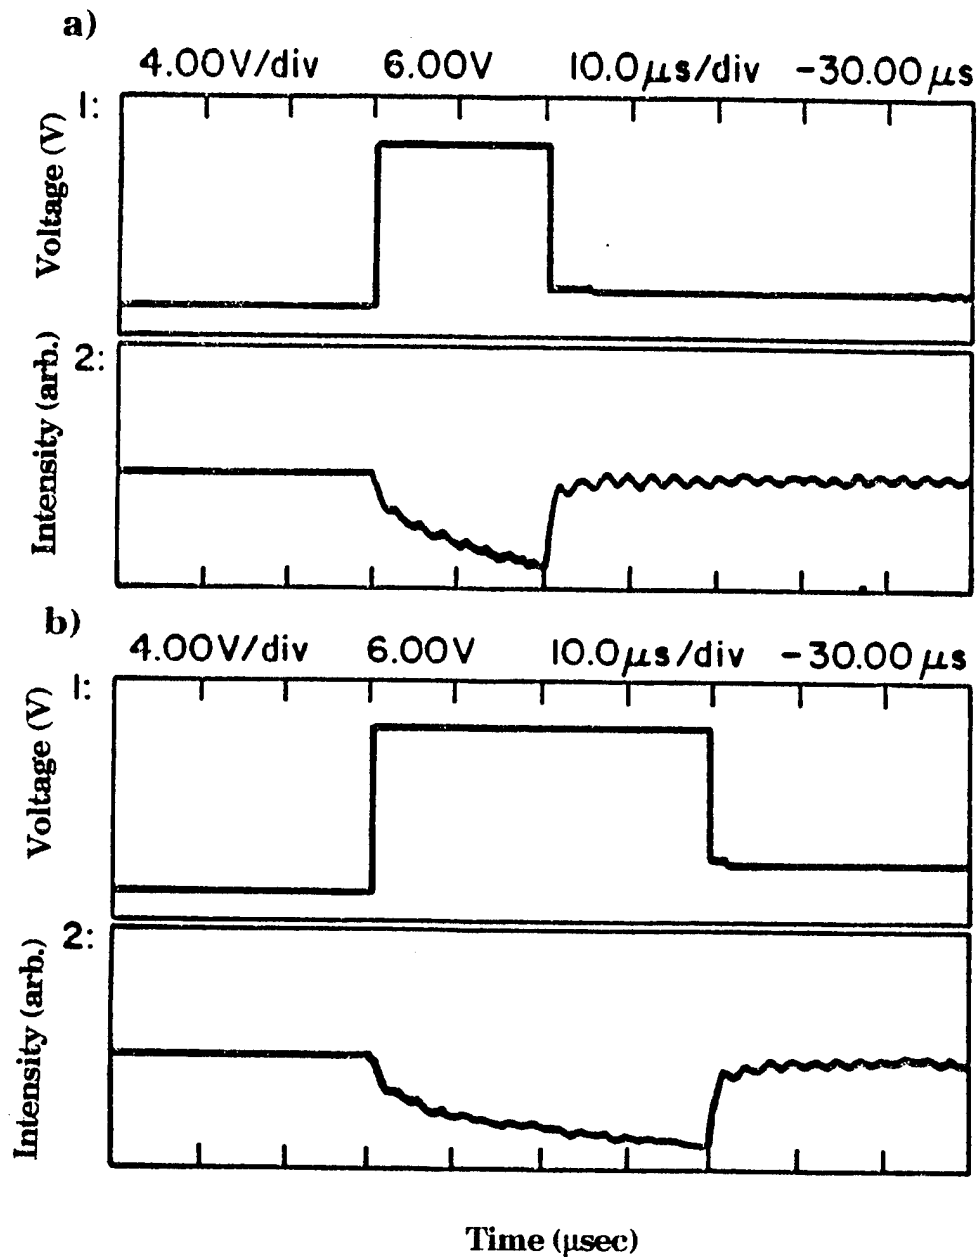 a)
4.00V/div 6.00V 10.0μs/div -30.00μs
1:
Voltage (V)
2:
Intensity (arb.)
b)
4.00V/div 6.00V 10.0μs/div -30.00μs
1:
Voltage (V)
2:
Intensity (arb.)
Time (μsec)